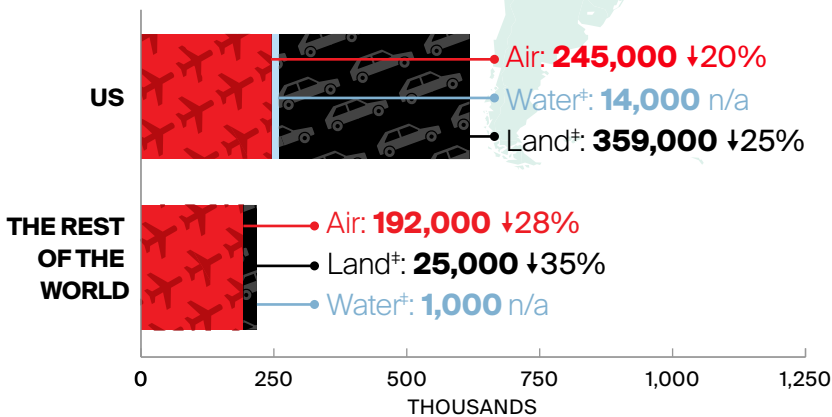 US
Air: 245,000 ↓20%
Water‡: 14,000 n/a
Land‡: 359,000 ↓25%
THE REST
OF THE
WORLD
Air: 192,000 ↓28%
Land‡: 25,000 ↓35%
Water‡: 1,000 n/a
0 250 500 750 1,000 1,250
THOUSANDS